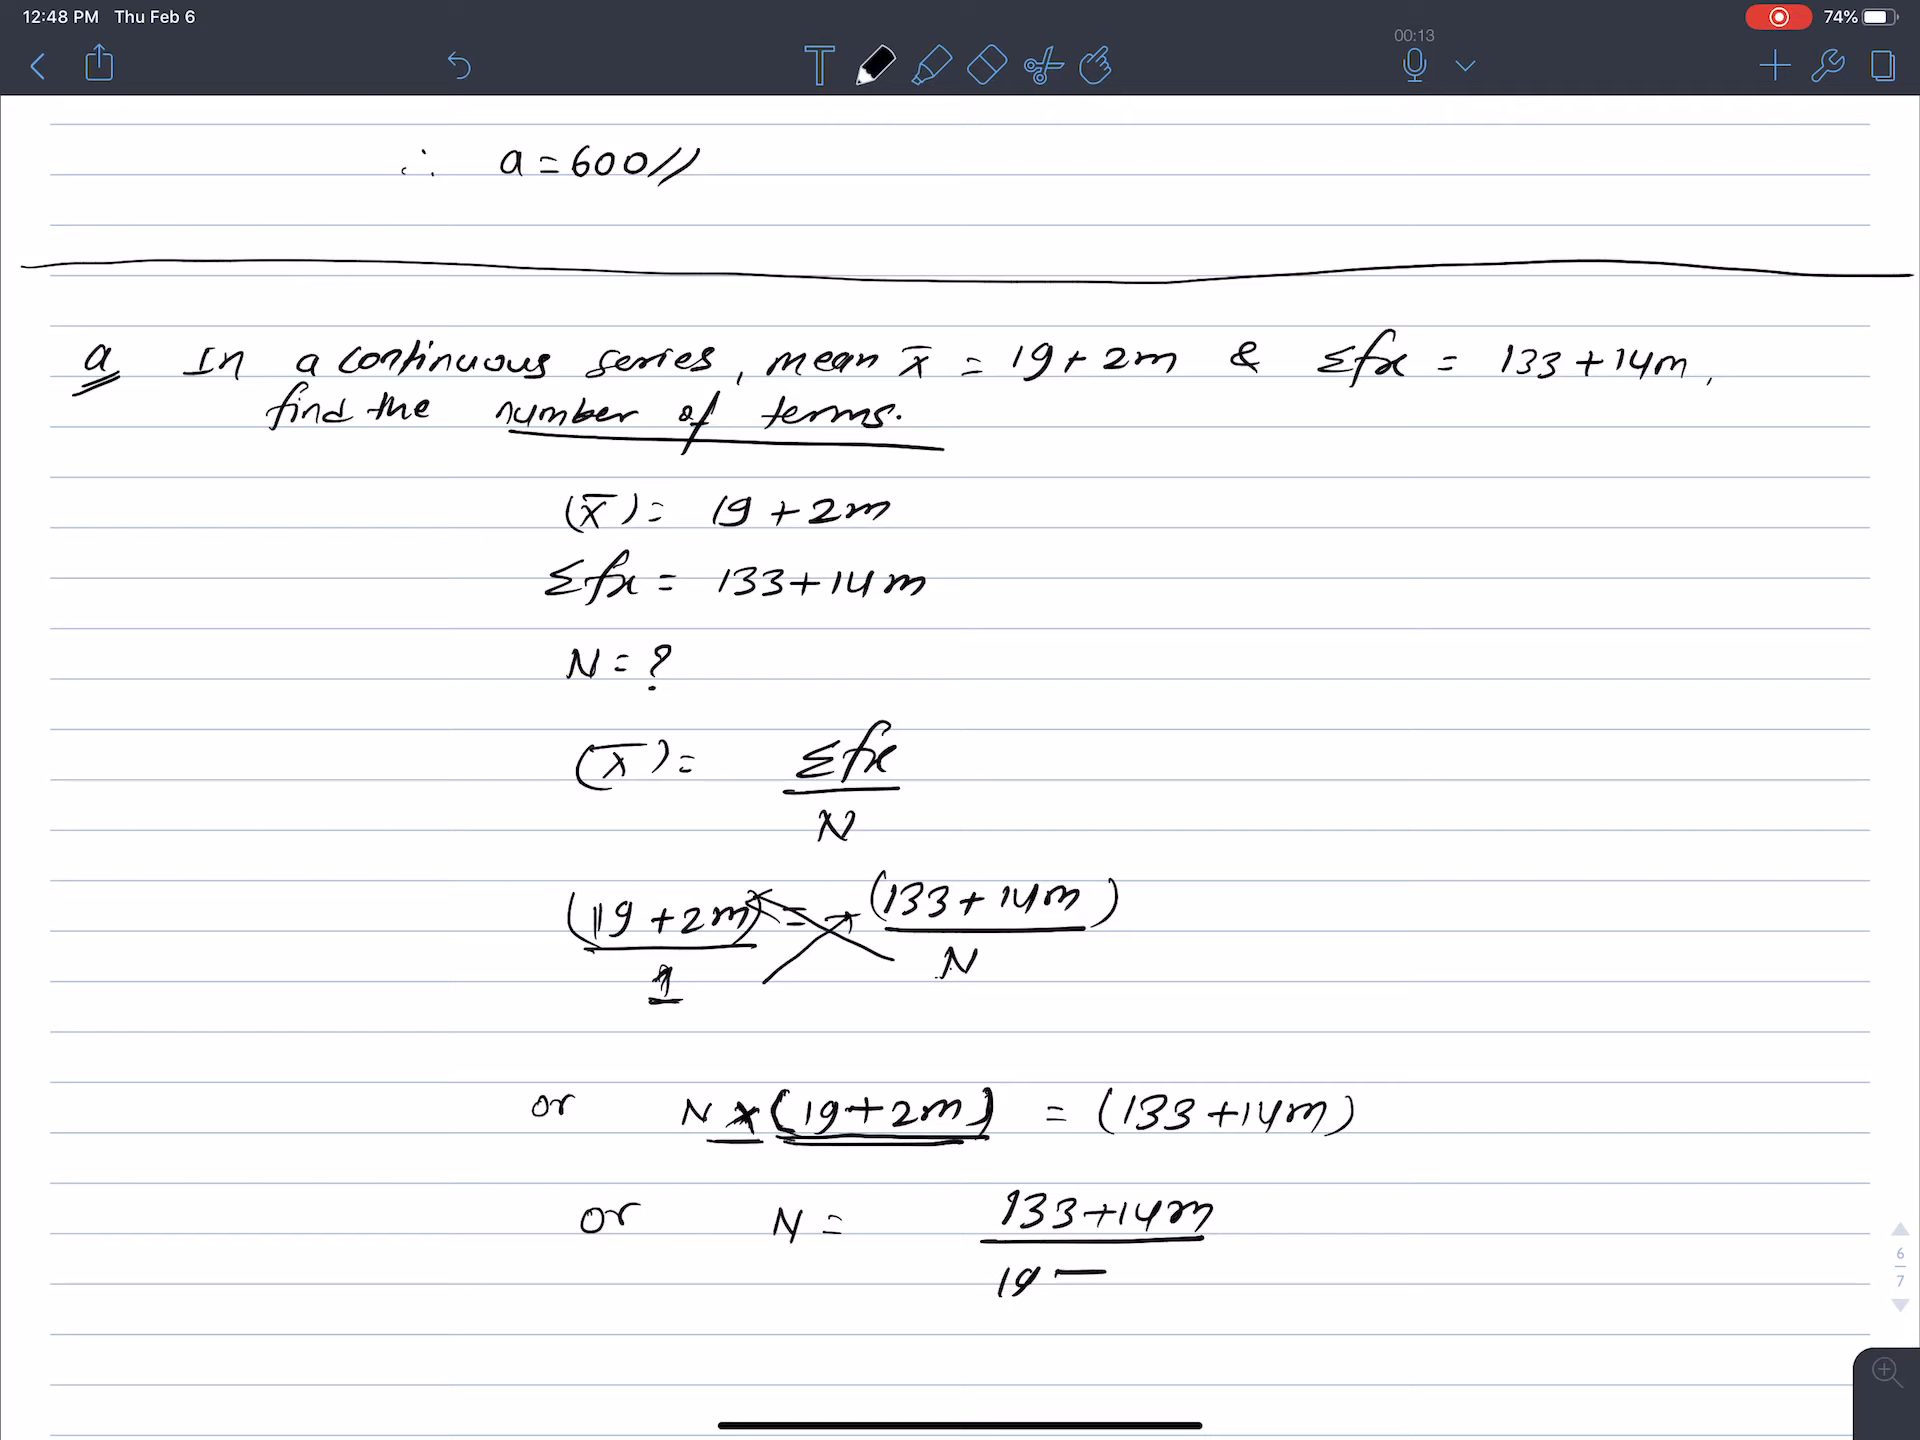 12:48 PM Thu Feb 6
74%
00:13
∴ a = 600//
Q In a continuous series, mean x̄ = 19 + 2m & Σfx = 133 + 14m,
find the number of terms.
(x̄) = 19 + 2m
Σfx = 133 + 14m
N = ?
(x̄) = Σfx / N
(19 + 2m) / 1 = (133 + 14m) / N
or N × (19 + 2m) = (133 + 14m)
or N = 133 + 14m
19 —
6
7